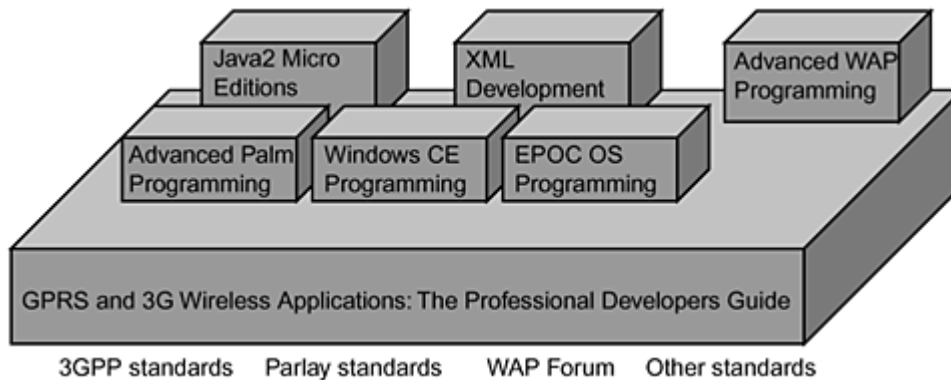 Java2 Micro
Editions
XML
Development
Advanced WAP
Programming
Advanced Palm
Programming
Windows CE
Programming
EPOC OS
Programming
GPRS and 3G Wireless Applications: The Professional Developers Guide
3GPP standards Parlay standards WAP Forum Other standards